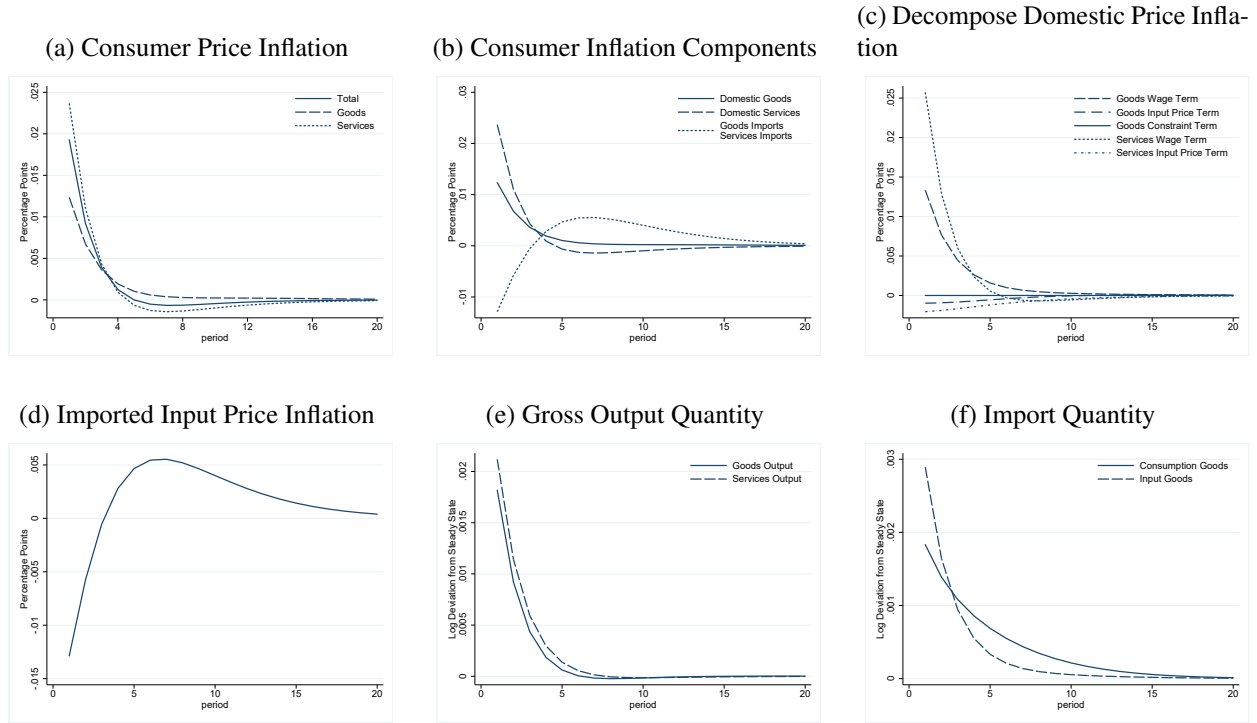 (a) Consumer Price Inflation
Percentage Points
.025
.02
.015
.01
.005
0
Total
Goods
Services
0 4 8 12 16 20
period
(b) Consumer Inflation Components
Percentage Points
.03
.02
.01
0
-.01
Domestic Goods
Domestic Services
Goods Imports
Services Imports
0 5 10 15 20
period
(c) Decompose Domestic Price Infla-
tion
Percentage Points
.025
.02
.015
.01
.005
0
Goods Wage Term
Goods Input Price Term
Goods Constraint Term
Services Wage Term
Services Input Price Term
0 5 10 15 20
period
(d) Imported Input Price Inflation
Percentage Points
.005
0
-.005
-.01
-.015
0 5 10 15 20
period
(e) Gross Output Quantity
Log Deviation from Steady State
.002
.0015
.001
.0005
0
Goods Output
Services Output
0 5 10 15 20
period
(f) Import Quantity
Log Deviation from Steady State
.003
.002
.001
0
Consumption Goods
Input Goods
0 5 10 15 20
period